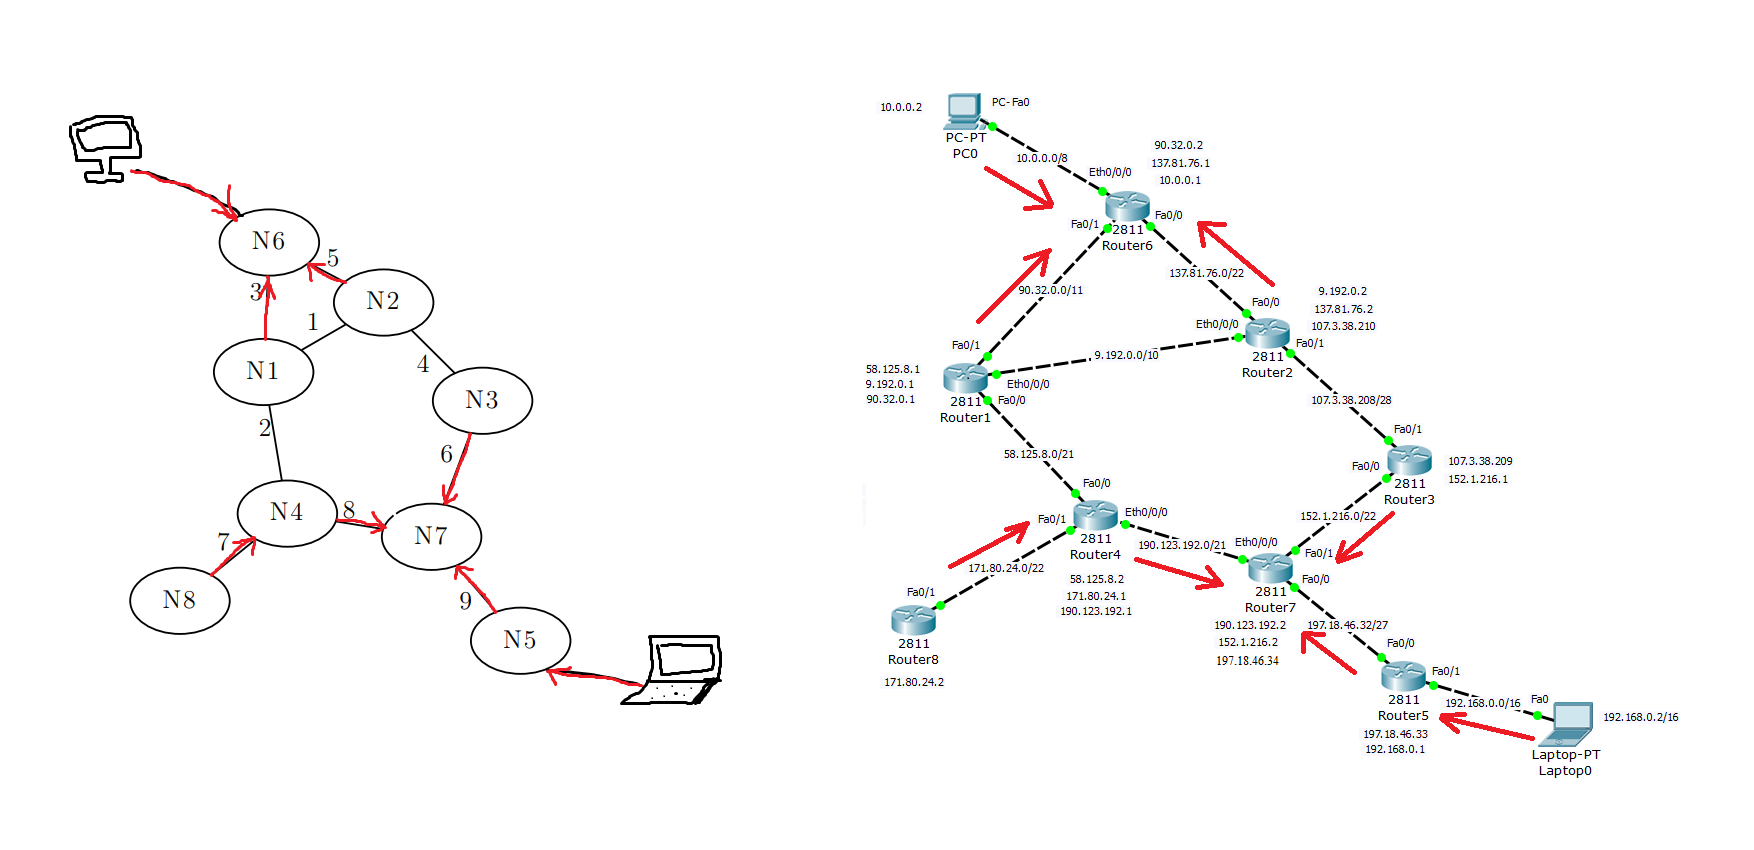 N6
5
N2
3
1
N1
4
N3
2
6
N4
8
N7
7
N8
9
N5
10.0.0.2
PC-Fa0
PC-PT
PC0
10.0.0.0/8
90.32.0.2
137.81.76.1
10.0.0.1
Eth0/0/0
Fa0/1
Fa0/0
2811
Router6
137.81.76.0/22
90.32.0.0/11
9.192.0.2
137.81.76.2
107.3.38.210
Fa0/0
Eth0/0/0
Fa0/1
2811
Router2
9.192.0.0/10
Fa0/1
58.125.8.1
9.192.0.1
90.32.0.1
Eth0/0/0
Fa0/0
2811
Router1
107.3.38.208/28
Fa0/1
58.125.8.0/21
Fa0/0
107.3.38.209
152.1.216.1
2811
Router3
Fa0/0
Fa0/1
Eth0/0/0
2811
Router4
152.1.216.0/22
190.123.192.0/21
Eth0/0/0
Fa0/1
Fa0/0
171.80.24.0/22
58.125.8.2
171.80.24.1
190.123.192.1
2811
Router7
190.123.192.2
152.1.216.2
197.18.46.34
197.18.46.32/27
Fa0/1
2811
Router8
171.80.24.2
Fa0/0
Fa0/1
2811
Router5
197.18.46.33
192.168.0.1
192.168.0.0/16
Fa0
192.168.0.2/16
Laptop-PT
Laptop0